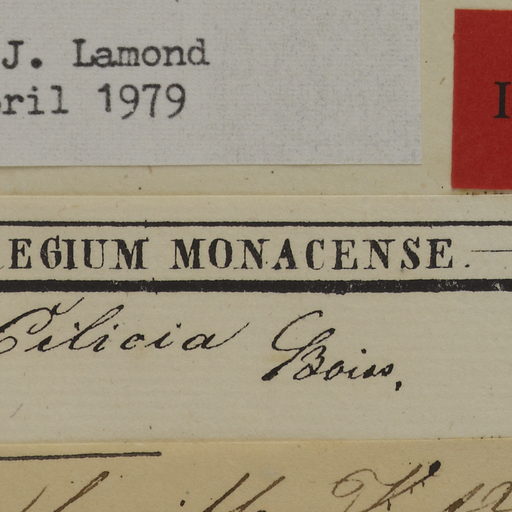 J. Lamond
ril 1979
I
EGIUM MONACENSE.
Cilicia Boiss.